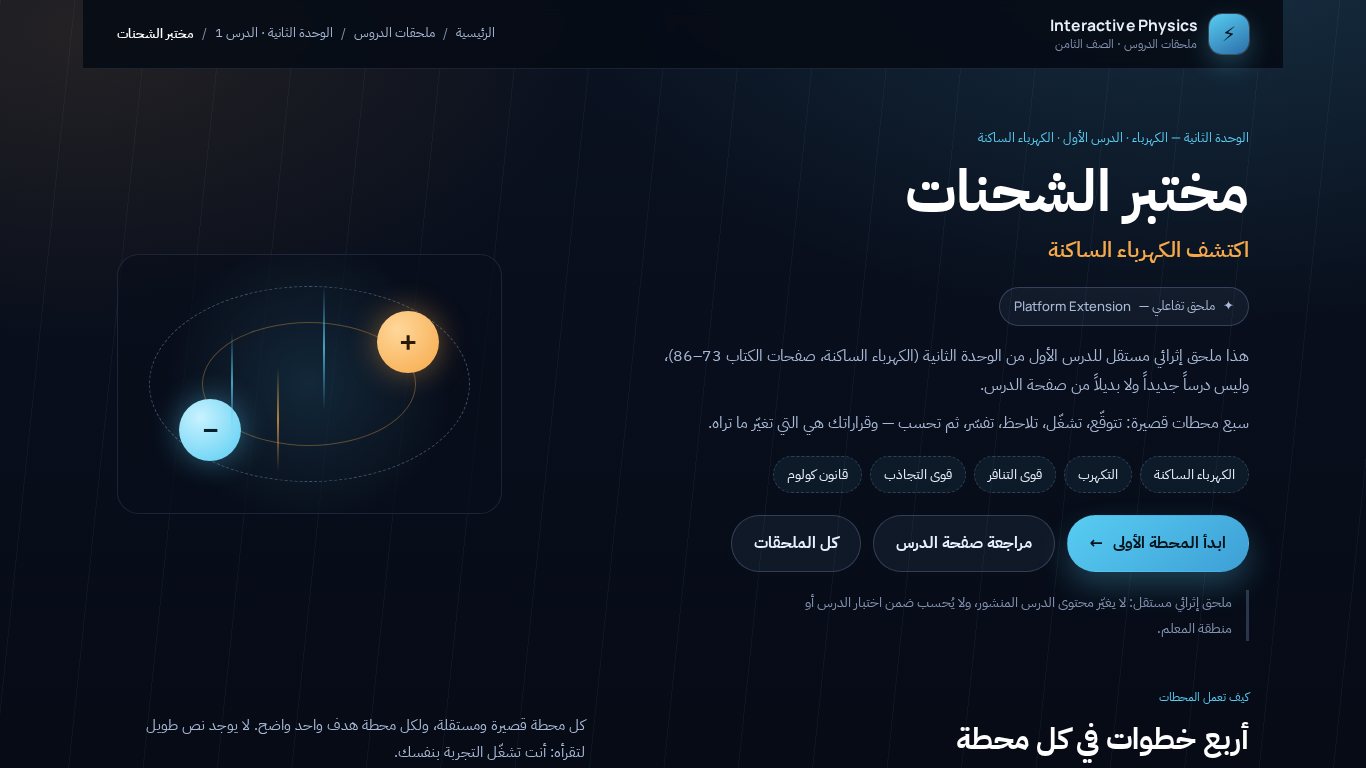 Interactive Physics
ملحقات الدروس · الصف الثامن
الرئيسية / ملحقات الدروس / الوحدة الثانية · الدرس 1 / مختبر الشحنات
الوحدة الثانية — الكهرباء · الدرس الأول · الكهرباء الساكنة
مختبر الشحنات
اكتشف الكهرباء الساكنة
✦ ملحق تفاعلي — Platform Extension
هذا ملحق إثرائي مستقل للدرس الأول من الوحدة الثانية (الكهرباء الساكنة، صفحات الكتاب 73–86)،
وليس درساً جديداً ولا بديلاً من صفحة الدرس.
سبع محطات قصيرة: تتوقّع، تشغّل، تلاحظ، تفسّر، ثم تحسب — وقراراتك هي التي تغيّر ما تراه.
الكهرباء الساكنة
التكهرب
قوى التنافر
قوى التجاذب
قانون كولوم
ابدأ المحطة الأولى ←
مراجعة صفحة الدرس
كل الملحقات
ملحق إثرائي مستقل: لا يغيّر محتوى الدرس المنشور، ولا يُحسب ضمن اختبار الدرس أو
منطقة المعلم.
+
−
كيف تعمل المحطات
أربع خطوات في كل محطة
كل محطة قصيرة ومستقلة، ولكل محطة هدف واحد واضح. لا يوجد نص طويل
لتقرأه: أنت تشغّل التجربة بنفسك.